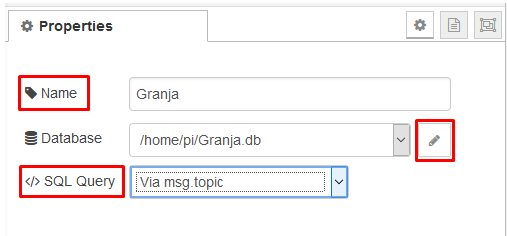 Properties
Name Granja
Database /home/pi/Granja.db
</> SQL Query Via msg.topic